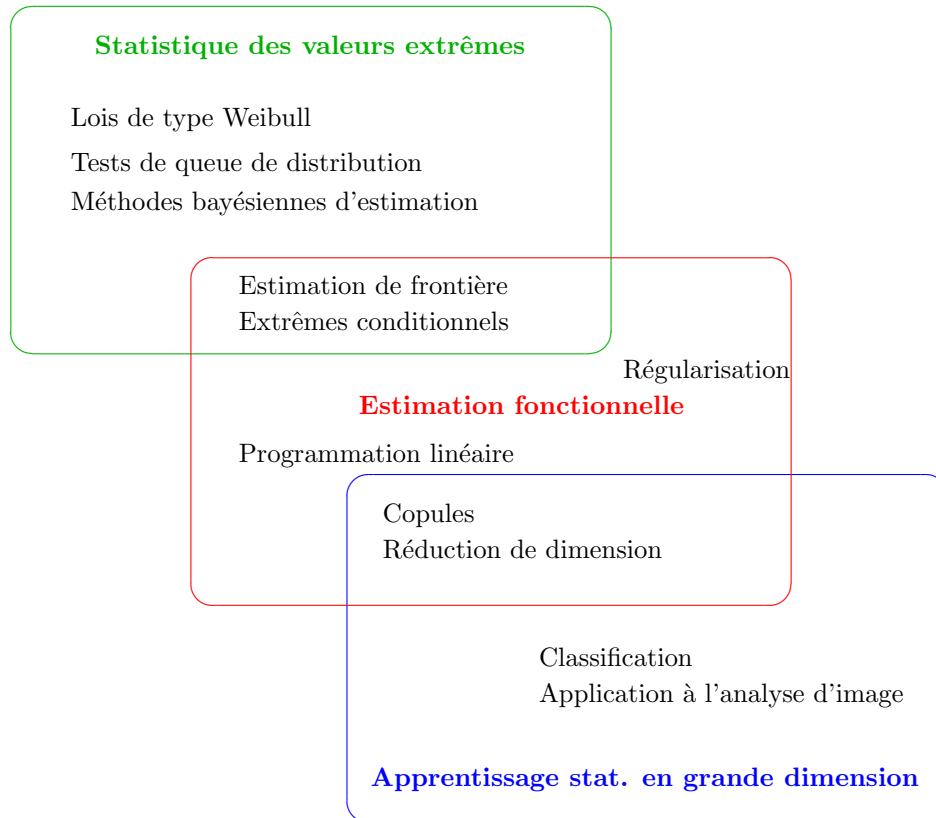 Statistique des valeurs extrêmes
Lois de type Weibull
Tests de queue de distribution
Méthodes bayésiennes d'estimation
Estimation de frontière
Extrêmes conditionnels
Régularisation
Estimation fonctionnelle
Programmation linéaire
Copules
Réduction de dimension
Classification
Application à l'analyse d'image
Apprentissage stat. en grande dimension